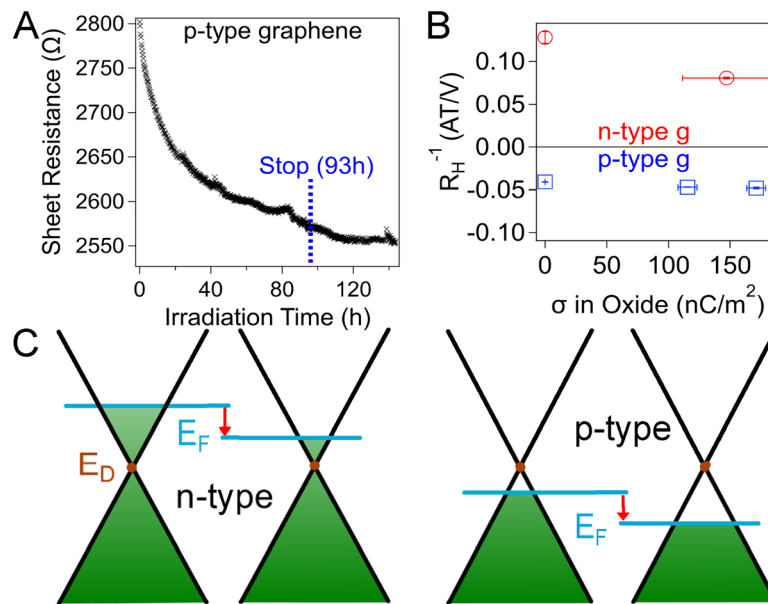 A
p-type graphene
Sheet Resistance (Ω)
2800
2750
2700
2650
2600
2550
Stop (93h)
0
40
80
120
Irradiation Time (h)
B
R_H^-1 (AT/V)
0.10
0.05
0.00
-0.05
-0.10
n-type g
p-type g
0
50
100
150
σ in Oxide (nC/m²)
C
E_F
E_D
n-type
p-type
E_F